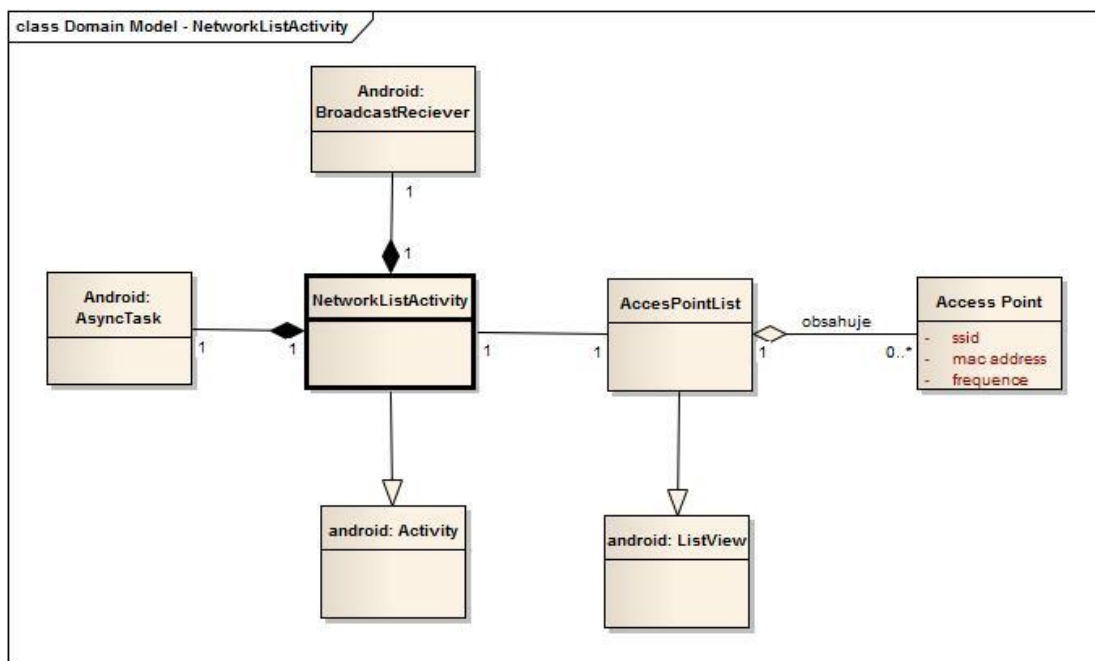 class Domain Model - NetworkListActivity
Android:
BroadcastReciever
1
1
Android:
AsyncTask
1
1
NetworkListActivity
1
1
AccesPointList
1
obsahuje
0..*
Access Point
- ssid
- mac address
- frequence
android: Activity
android: ListView